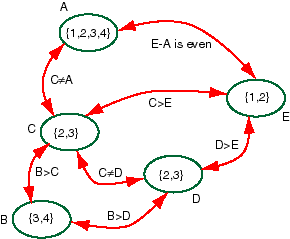 A
{1,2,3,4}
E-A is even
C≠A
C>E
{1,2}
E
C
{2,3}
D>E
B>C
C≠D
{2,3}
D
B
{3,4}
B>D